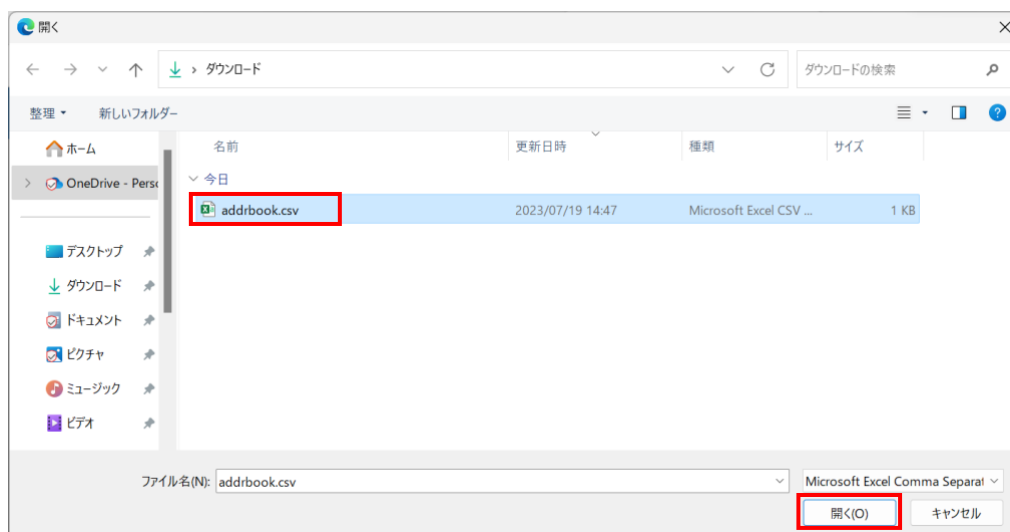 開く
ダウンロード
ダウンロードの検索
整理
新しいフォルダー
名前
更新日時
種類
サイズ
ホーム
OneDrive - Perso
今日
addrbook.csv
2023/07/19 14:47
Microsoft Excel CSV ...
1 KB
デスクトップ
ダウンロード
ドキュメント
ピクチャ
ミュージック
ビデオ
ファイル名(N):
addrbook.csv
Microsoft Excel Comma Separat
開く(O)
キャンセル